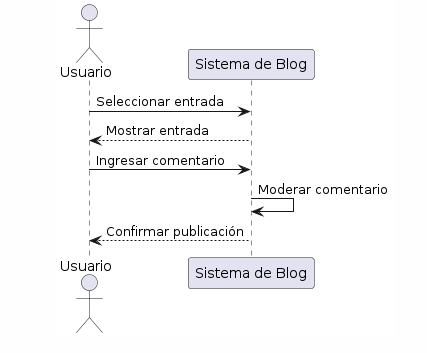 Usuario
Sistema de Blog
Seleccionar entrada
Mostrar entrada
Ingresar comentario
Moderar comentario
Confirmar publicación
Usuario
Sistema de Blog